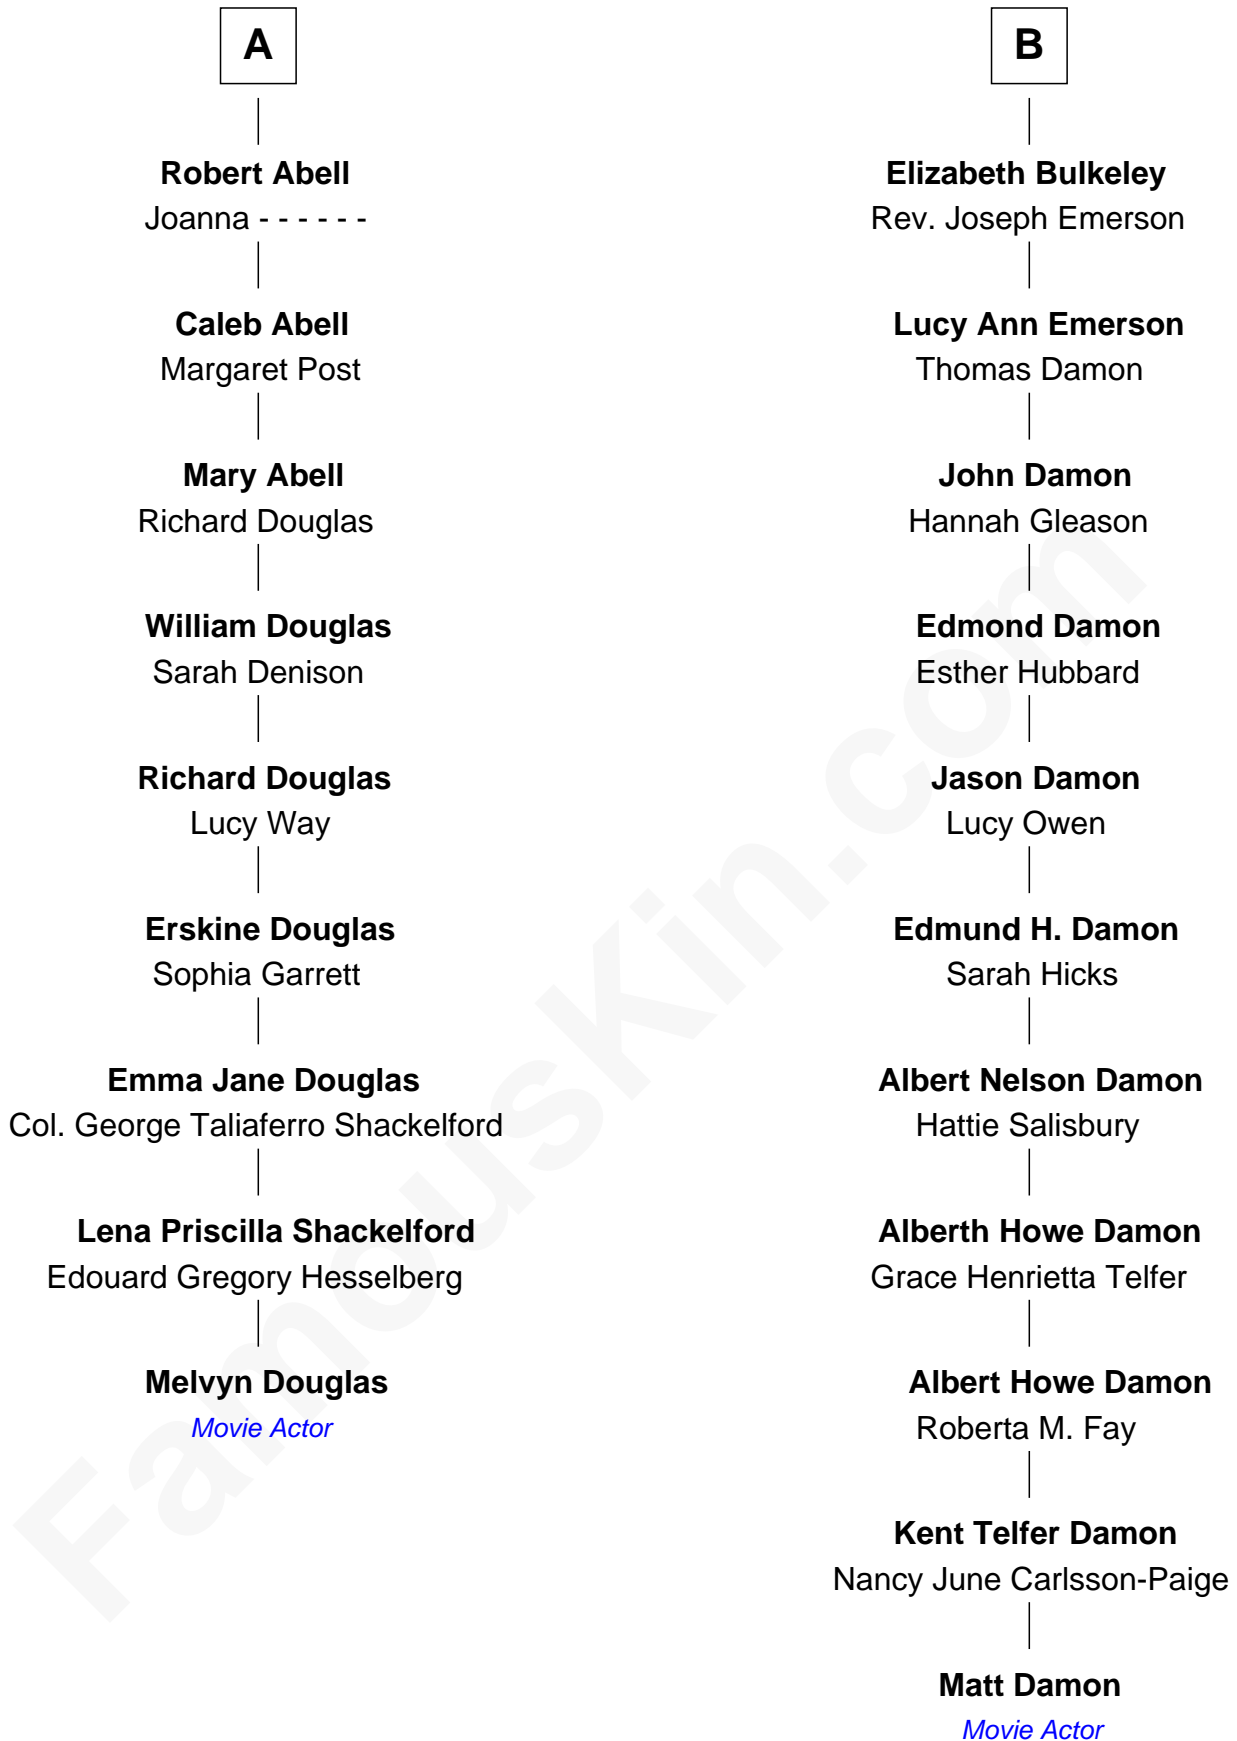 A
Robert Abell
Joanna - - - - - -
Caleb Abell
Margaret Post
Mary Abell
Richard Douglas
William Douglas
Sarah Denison
Richard Douglas
Lucy Way
Erskine Douglas
Sophia Garrett
Emma Jane Douglas
Col. George Taliaferro Shackelford
Lena Priscilla Shackelford
Edouard Gregory Hesselberg
Melvyn Douglas
Movie Actor
B
Elizabeth Bulkeley
Rev. Joseph Emerson
Lucy Ann Emerson
Thomas Damon
John Damon
Hannah Gleason
Edmond Damon
Esther Hubbard
Jason Damon
Lucy Owen
Edmund H. Damon
Sarah Hicks
Albert Nelson Damon
Hattie Salisbury
Alberth Howe Damon
Grace Henrietta Telfer
Albert Howe Damon
Roberta M. Fay
Kent Telfer Damon
Nancy June Carlsson-Paige
Matt Damon
Movie Actor
FamousKin.com